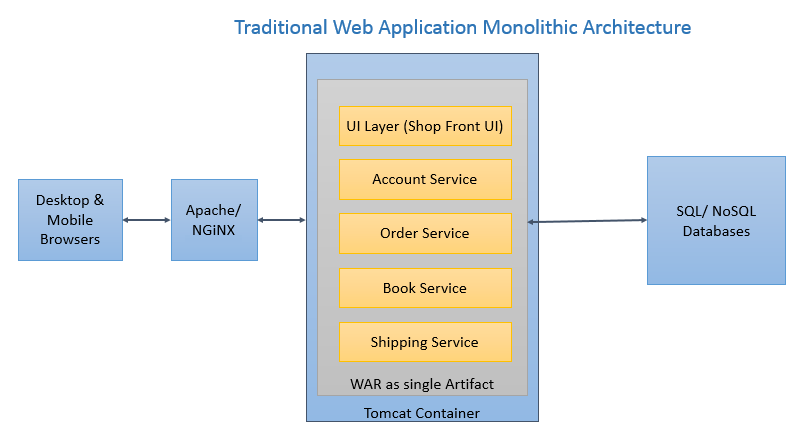 Traditional Web Application Monolithic Architecture
UI Layer (Shop Front UI)
Account Service
Order Service
Book Service
Shipping Service
WAR as single Artifact
Tomcat Container
Desktop &
Mobile
Browsers
Apache/
NGiNX
SQL/ NoSQL
Databases